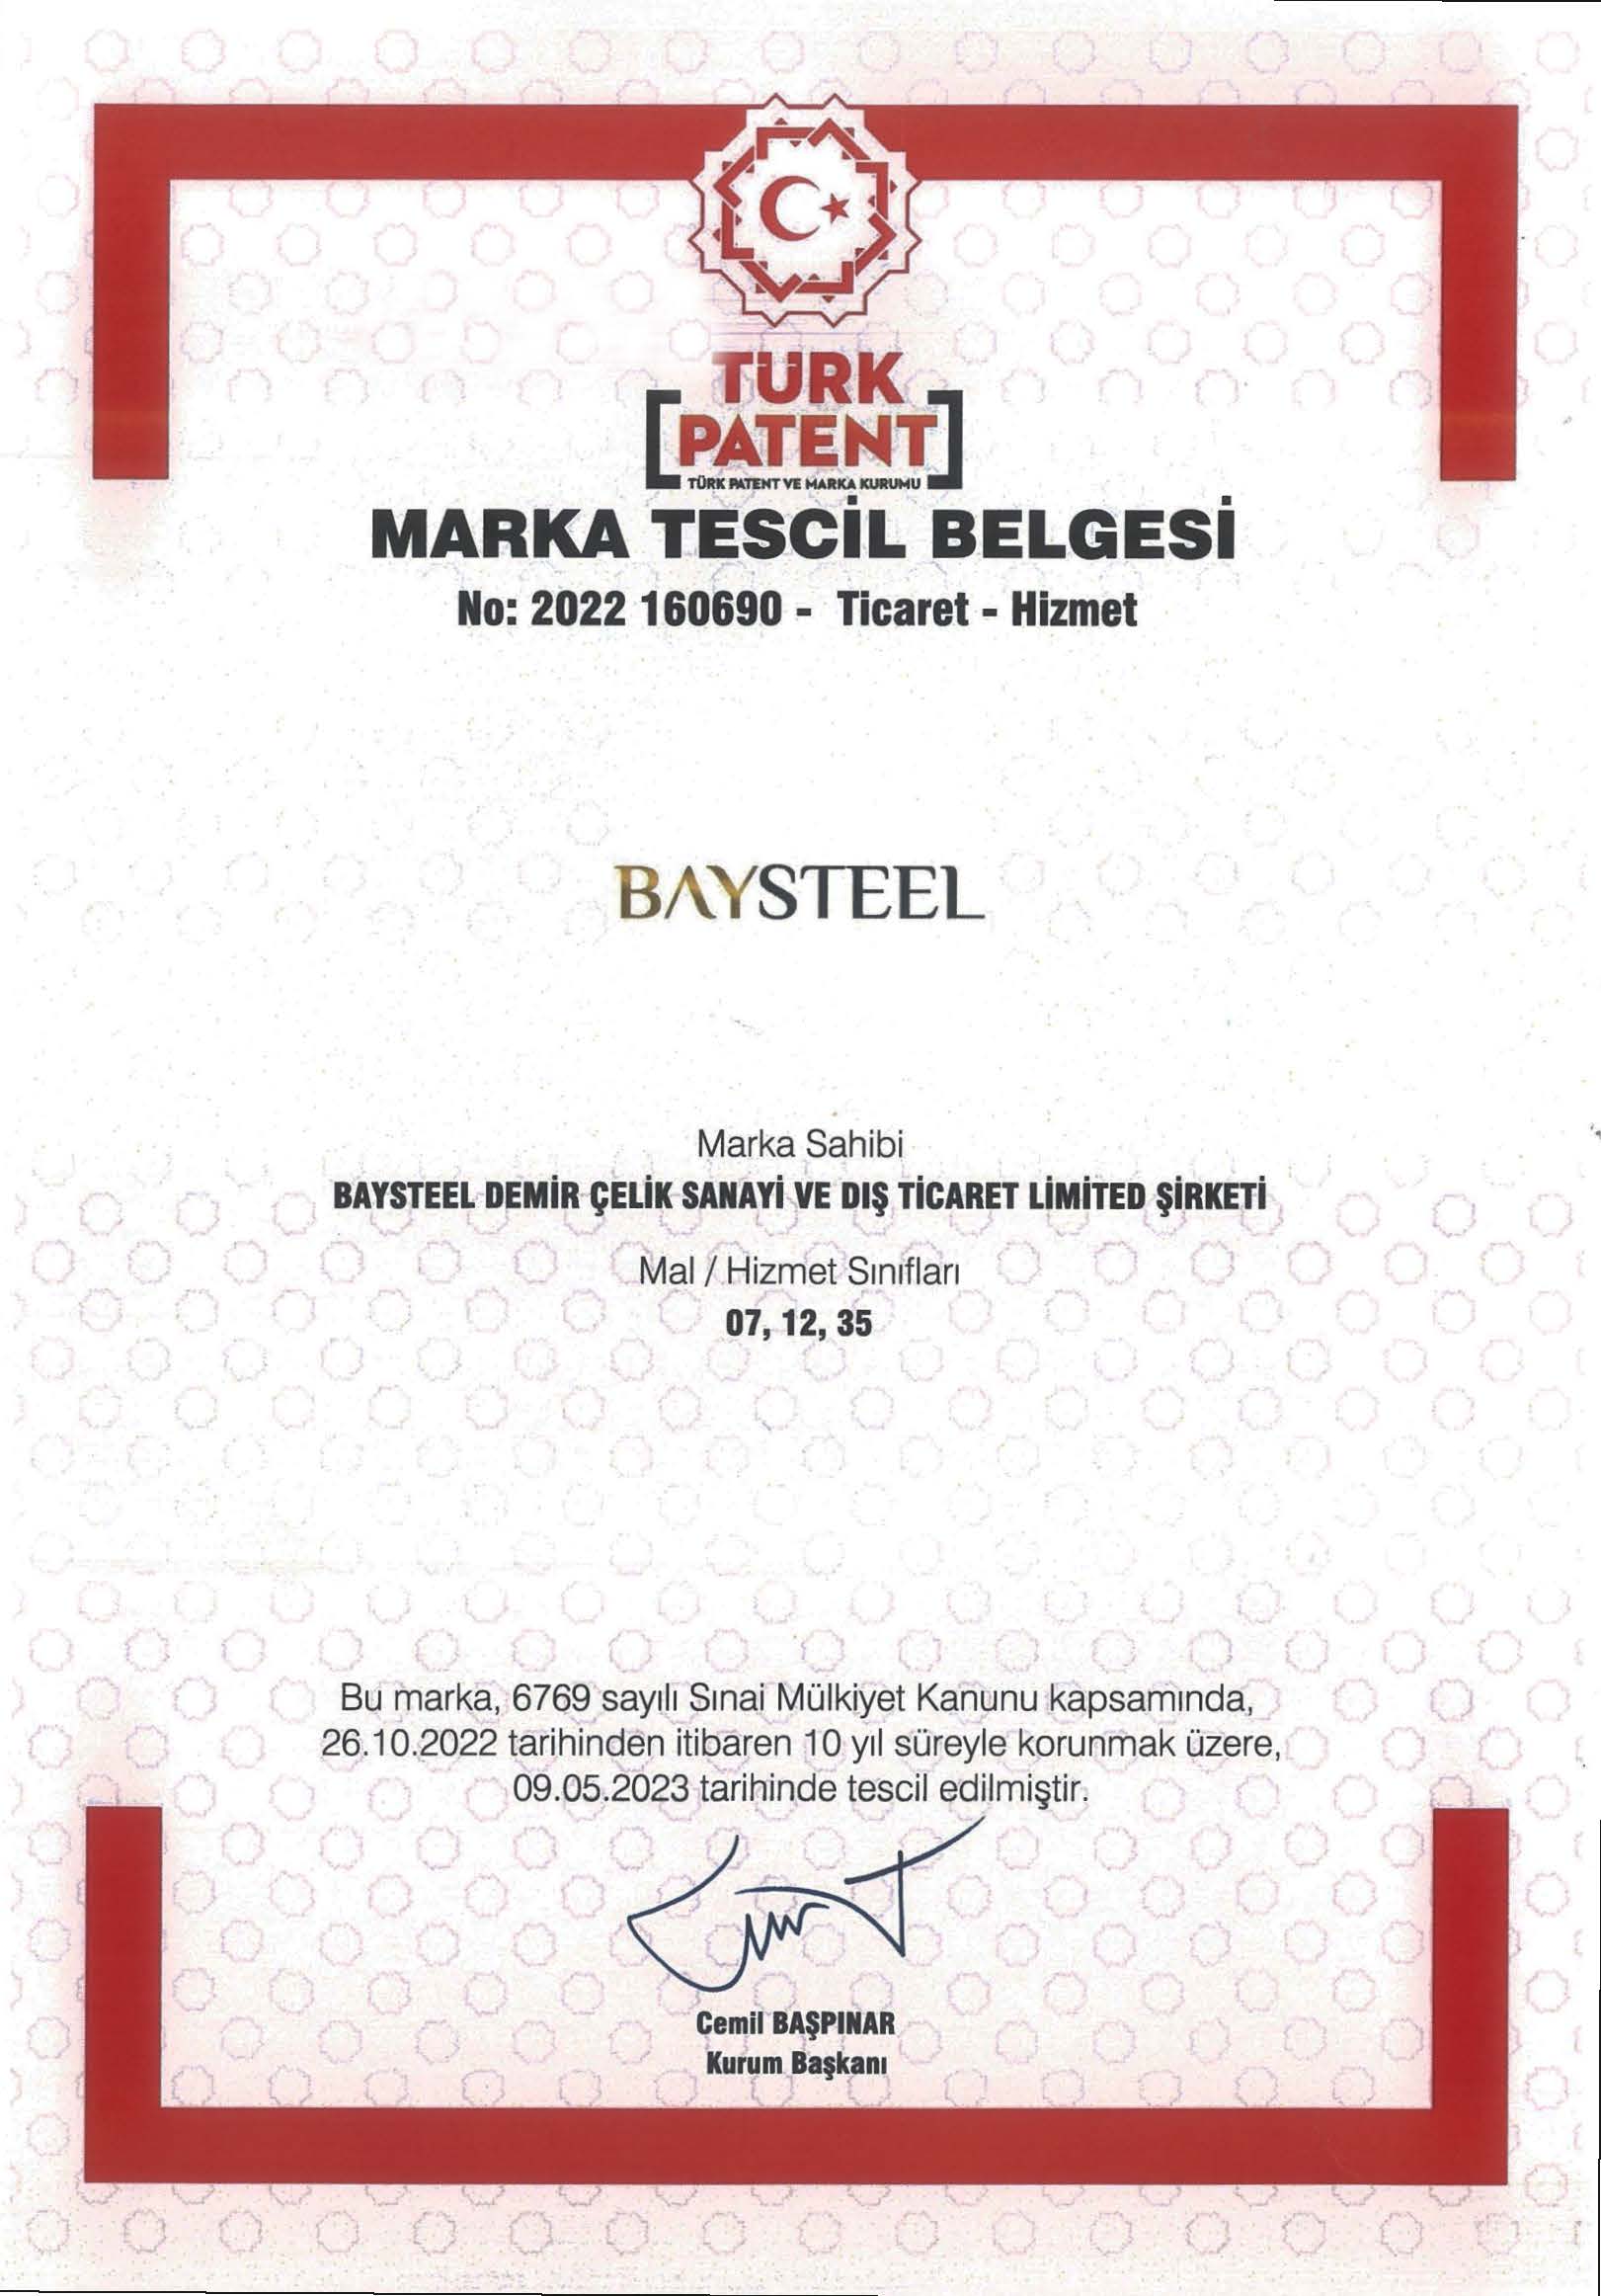 TÜRK
PATENT
TÜRK PATENT VE MARKA KURUMU
MARKA TESCİL BELGESİ
No: 2022 160690 - Ticaret - Hizmet
BAYSTEEL
Marka Sahibi
BAYSTEEL DEMİR ÇELİK SANAYİ VE DIŞ TİCARET LİMİTED ŞİRKETİ
Mal / Hizmet Sınıfları
07, 12, 35
Bu marka, 6769 sayılı Sınai Mülkiyet Kanunu kapsamında,
26.10.2022 tarihinden itibaren 10 yıl süreyle korunmak üzere,
09.05.2023 tarihinde tescil edilmiştir.
Cemil BAŞPINAR
Kurum Başkanı